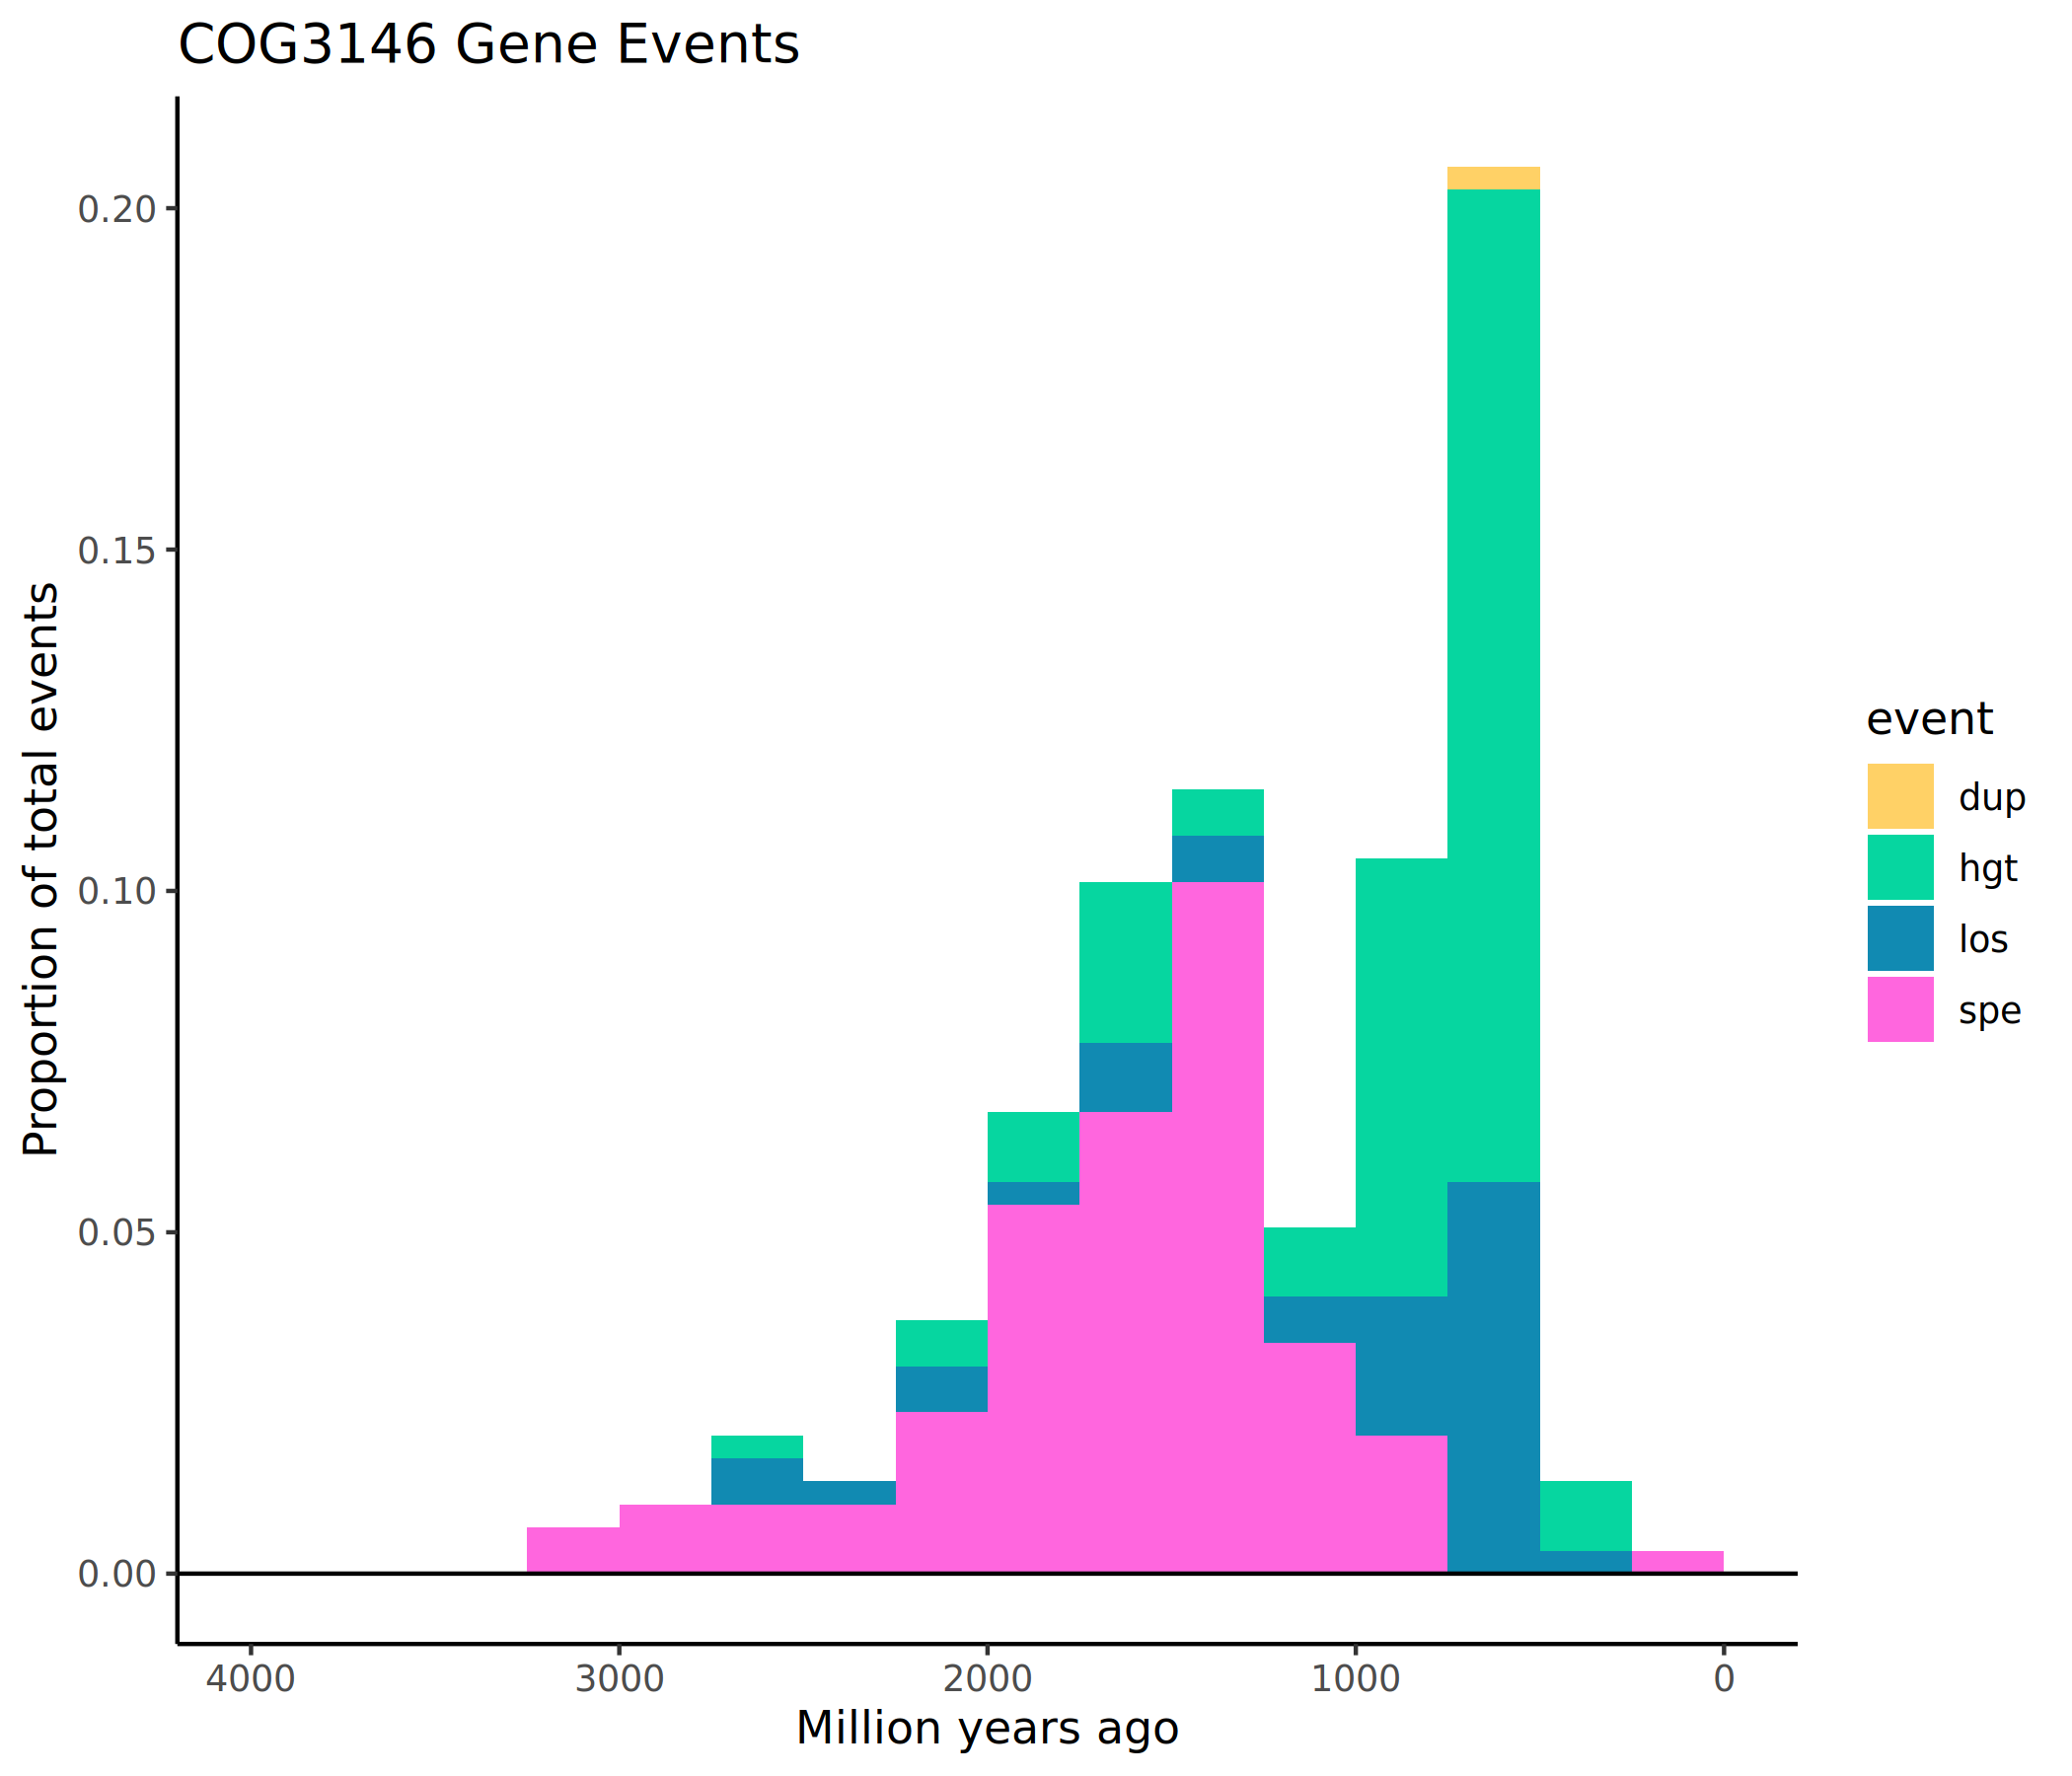 COG3146 Gene Events
Proportion of total events
0.20
0.15
0.10
0.05
0.00
4000 3000 2000 1000 0
Million years ago
event
dup
hgt
los
spe